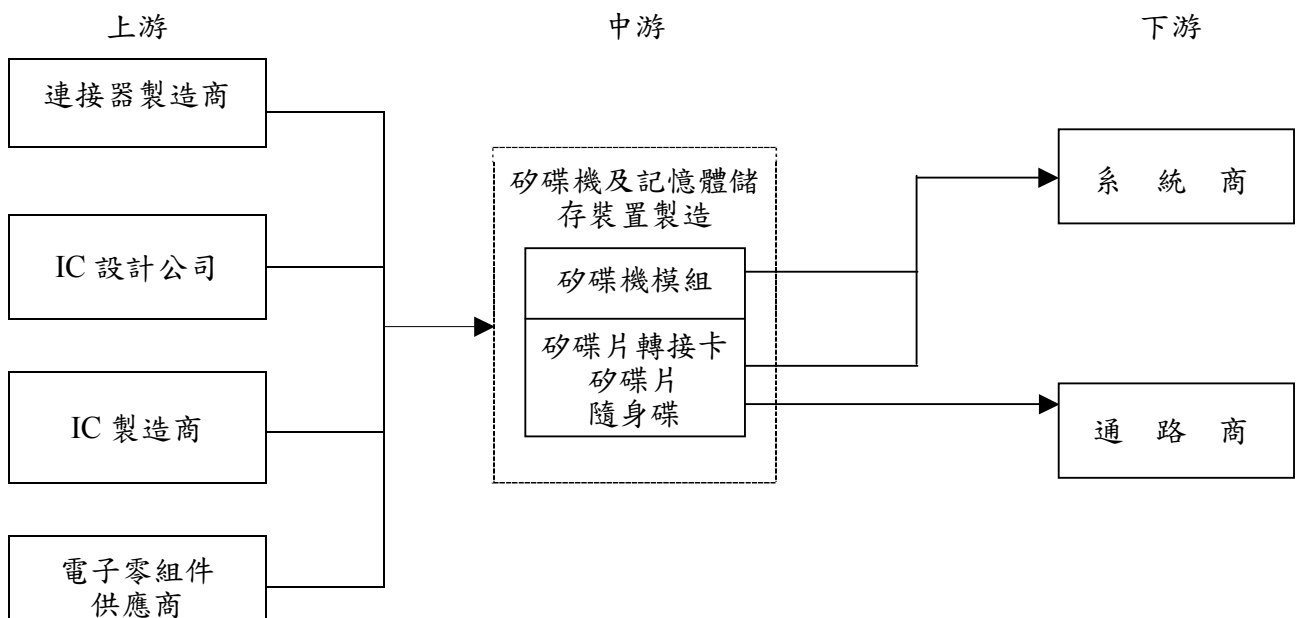 上游
中游
下游
連接器製造商
IC 設計公司
IC 製造商
電子零組件
供應商
矽碟機及記憶體儲
存裝置製造
矽碟機模組
矽碟片轉接卡
矽碟片
隨身碟
系統商
通路商